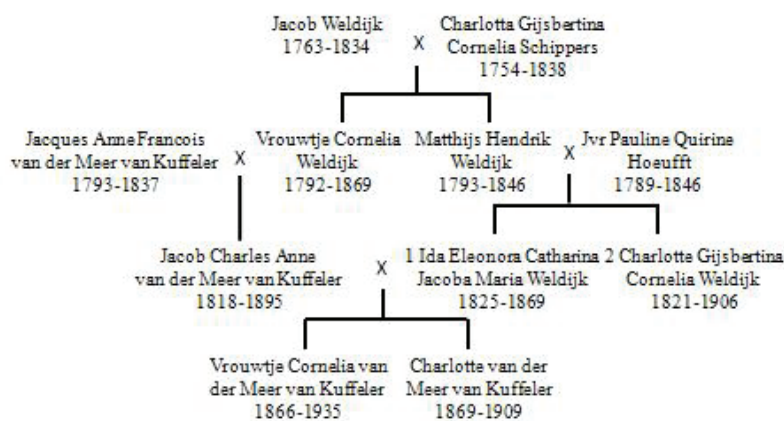 Jacob Weldijk
1763-1834
X
Charlotta Gijsbertina
Cornelia Schippers
1754-1838
Jacques Anne Francois
van der Meer van Kuffeler
1793-1837
X
Vrouwtje Cornelia
Weldijk
1792-1869
Matthijs Hendrik
Weldijk
1793-1846
X
Jvr Pauline Quirine
Hoeufft
1789-1846
Jacob Charles Anne
van der Meer van Kuffeler
1818-1895
X
1 Ida Eleonora Catharina
Jacoba Maria Weldijk
1825-1869
2 Charlotte Gijsbertina
Cornelia Weldijk
1821-1906
Vrouwtje Cornelia van
der Meer van Kuffeler
1866-1935
Charlotte van der
Meer van Kuffeler
1869-1909